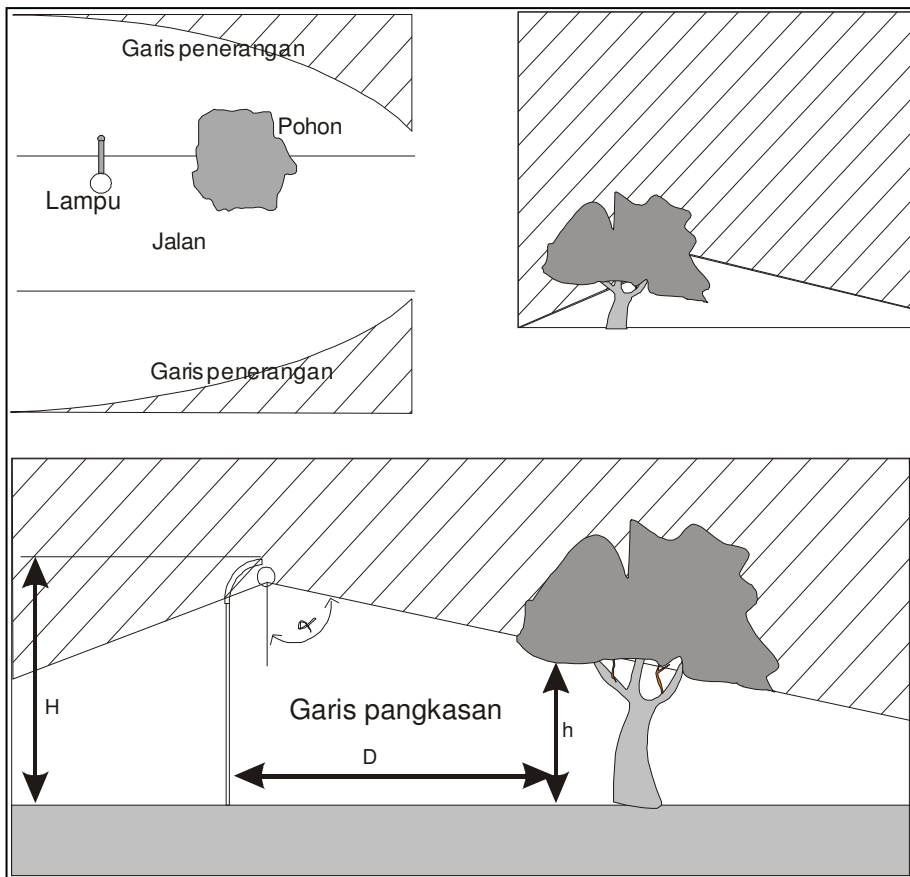 Garis penerangan
Pohon
Lampu
Jalan
Garis penerangan
H
α
Garis pangkasan
h
D